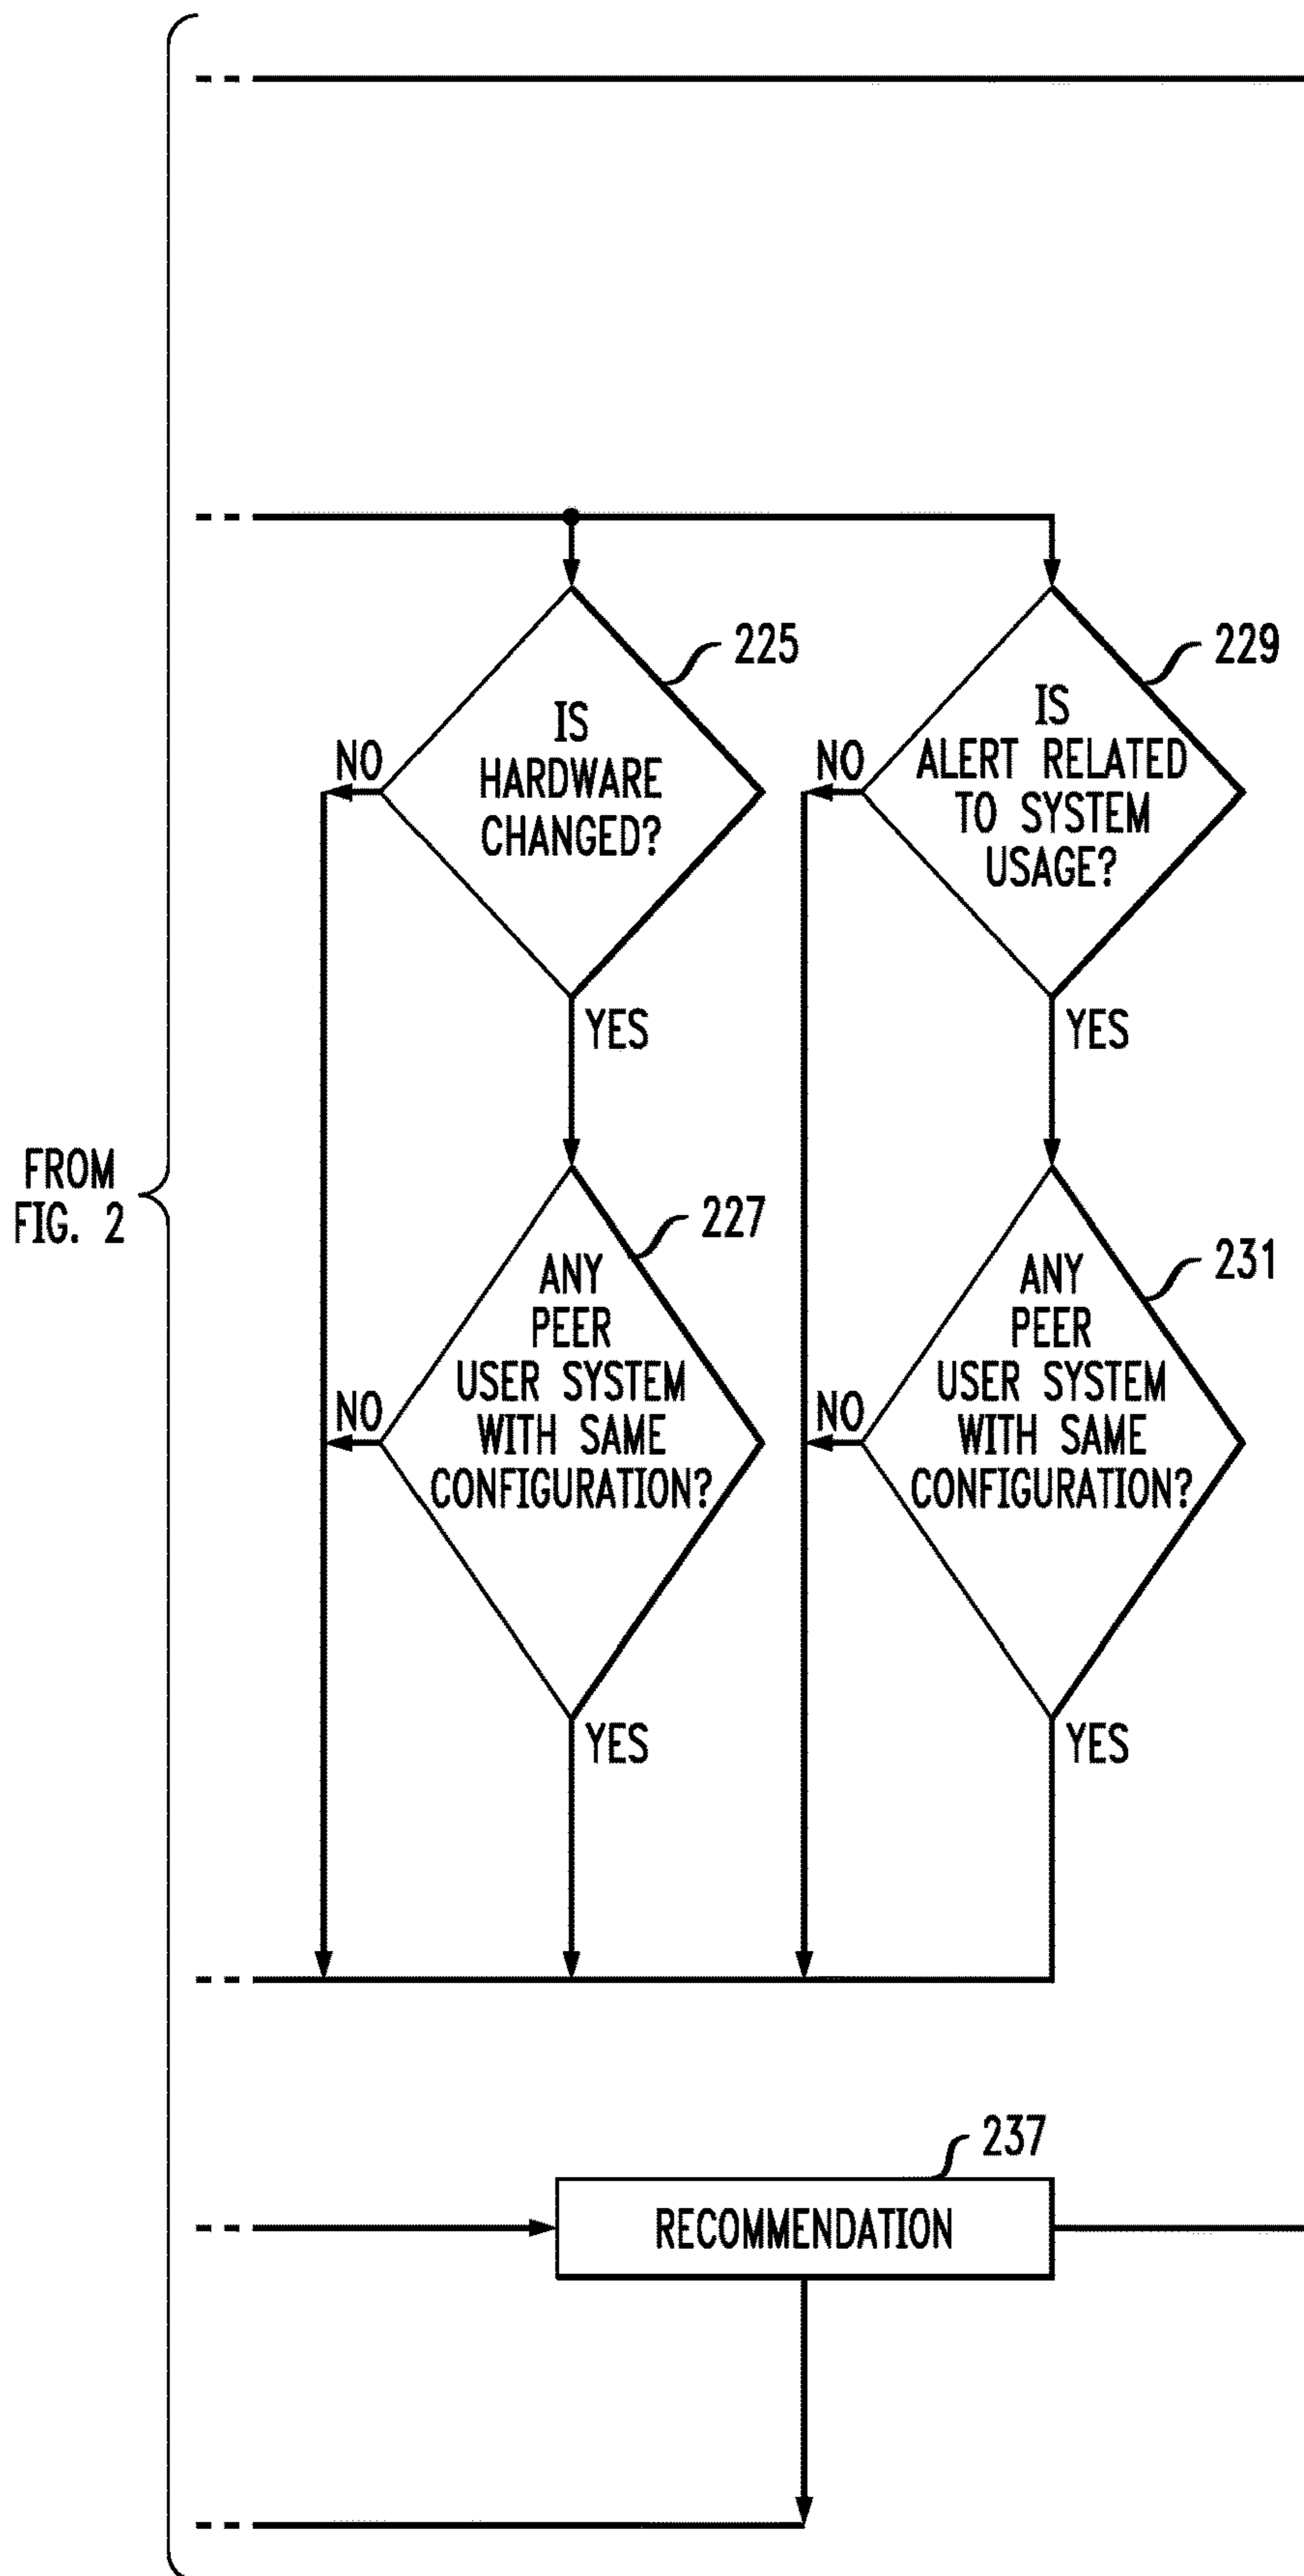 225
229
IS
HARDWARE
CHANGED?
NO
YES
IS
ALERT RELATED
TO SYSTEM
USAGE?
NO
YES
FROM
FIG. 2
227
231
ANY
PEER
USER SYSTEM
WITH SAME
CONFIGURATION?
NO
YES
ANY
PEER
USER SYSTEM
WITH SAME
CONFIGURATION?
NO
YES
237
RECOMMENDATION